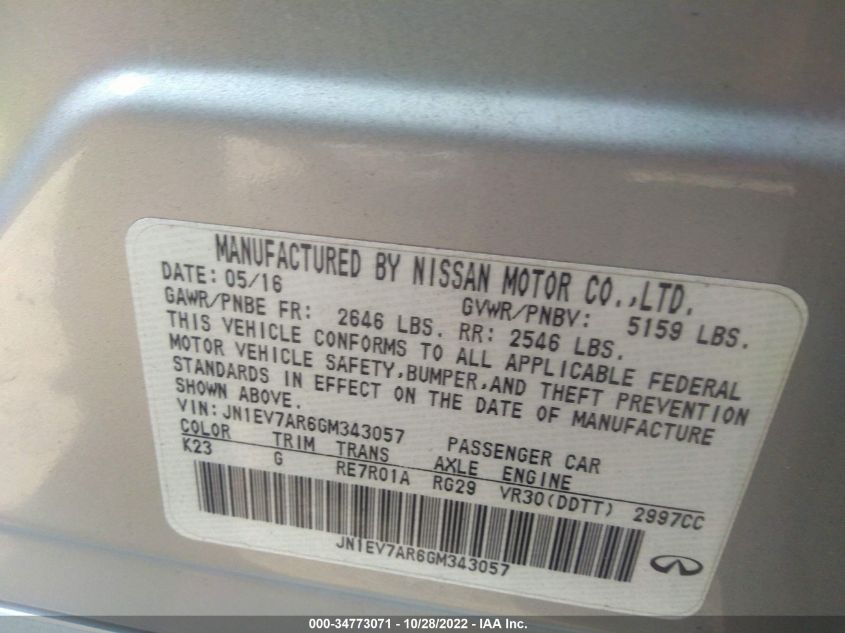 MANUFACTURED BY NISSAN MOTOR CO.,LTD.
DATE: 05/16 GVWR/PNBV: 5159 LBS.
GAWR/PNBE FR: 2646 LBS. RR: 2546 LBS.
THIS VEHICLE CONFORMS TO ALL APPLICABLE FEDERAL
MOTOR VEHICLE SAFETY,BUMPER,AND THEFT PREVENTION
STANDARDS IN EFFECT ON THE DATE OF MANUFACTURE
SHOWN ABOVE.
VIN: JN1EV7AR6GM343057 PASSENGER CAR
COLOR TRIM TRANS AXLE ENGINE
K23 G RE7R01A RG29 VR30(DDTT) 2997CC
JN1EV7AR6GM343057
000-34773071 - 10/28/2022 - IAA Inc.